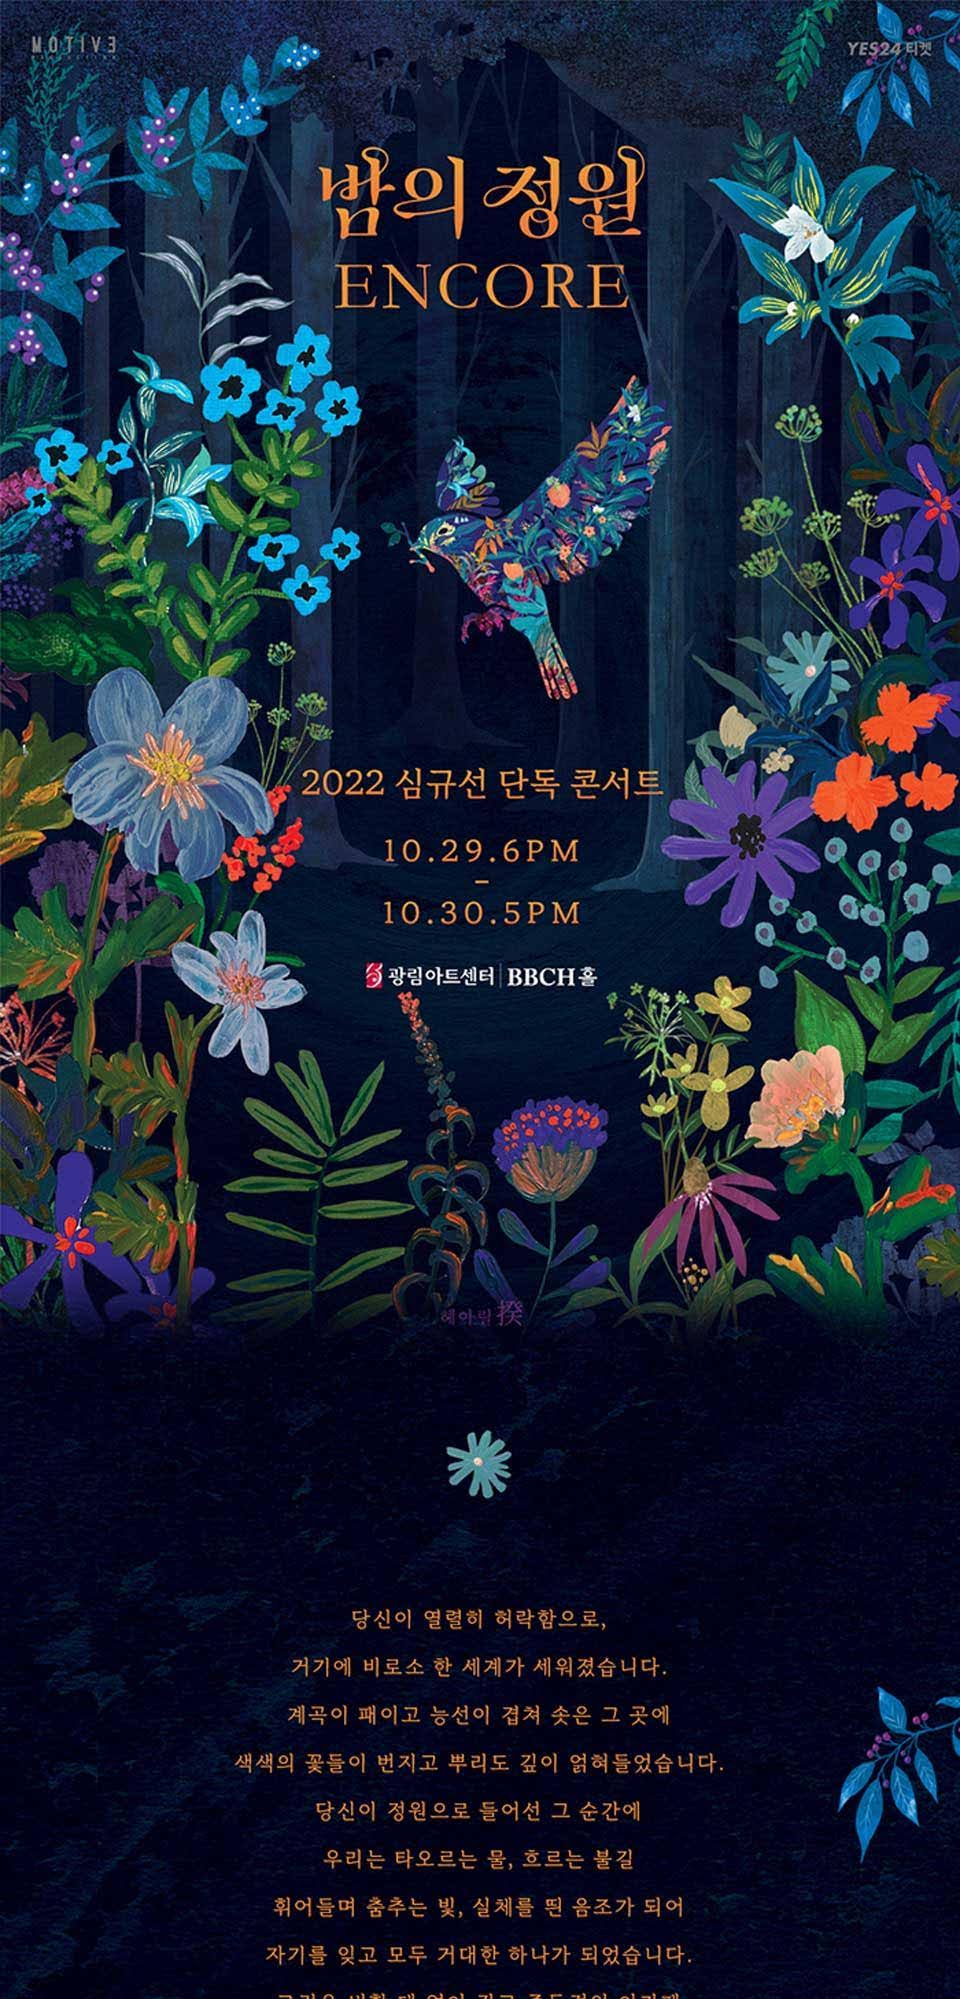 MOTIVE
YES24 티켓
밤의 정원
ENCORE
2022 심규선 단독 콘서트
10.29.6PM
–
10.30.5PM
광림아트센터 | BBCH홀
헤아릴 揆
당신이 열렬히 허락함으로,
거기에 비로소 한 세계가 세워졌습니다.
계곡이 패이고 능선이 겹쳐 솟은 그 곳에
색색의 꽃들이 번지고 뿌리도 깊이 얽혀들었습니다.
당신이 정원으로 들어선 그 순간에
우리는 타오르는 물, 흐르는 불길
휘어들며 춤추는 빛, 실체를 띈 음조가 되어
자기를 잊고 모두 거대한 하나가 되었습니다.